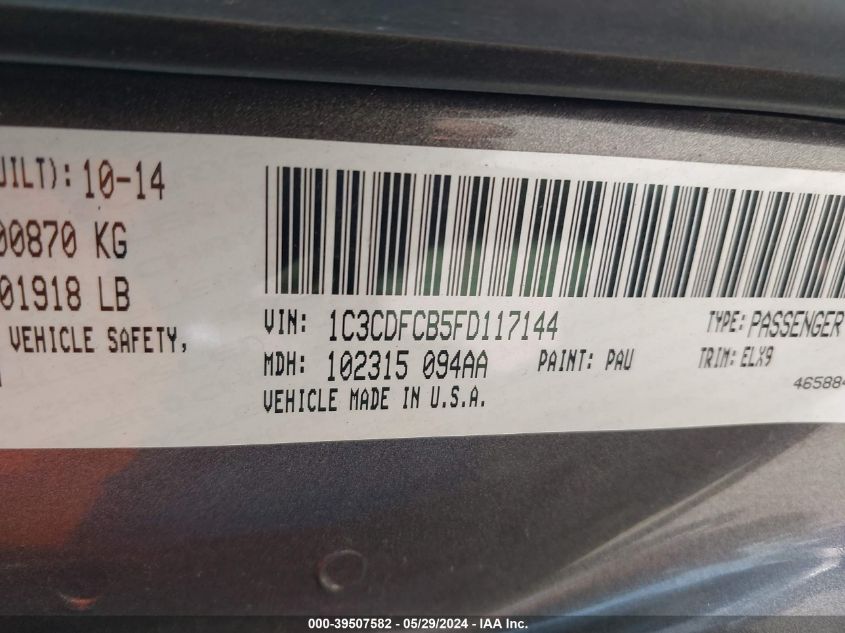 UILT): 10-14
00870 KG
01918 LB
VEHICLE SAFETY,
VIN: 1C3CDFCB5FD117144 TYPE: PASSENGER
MDH: 102315 094AA PAINT: PAU TRIM: ELX9
VEHICLE MADE IN U.S.A.
465884
000-39507582 - 05/29/2024 - IAA Inc.